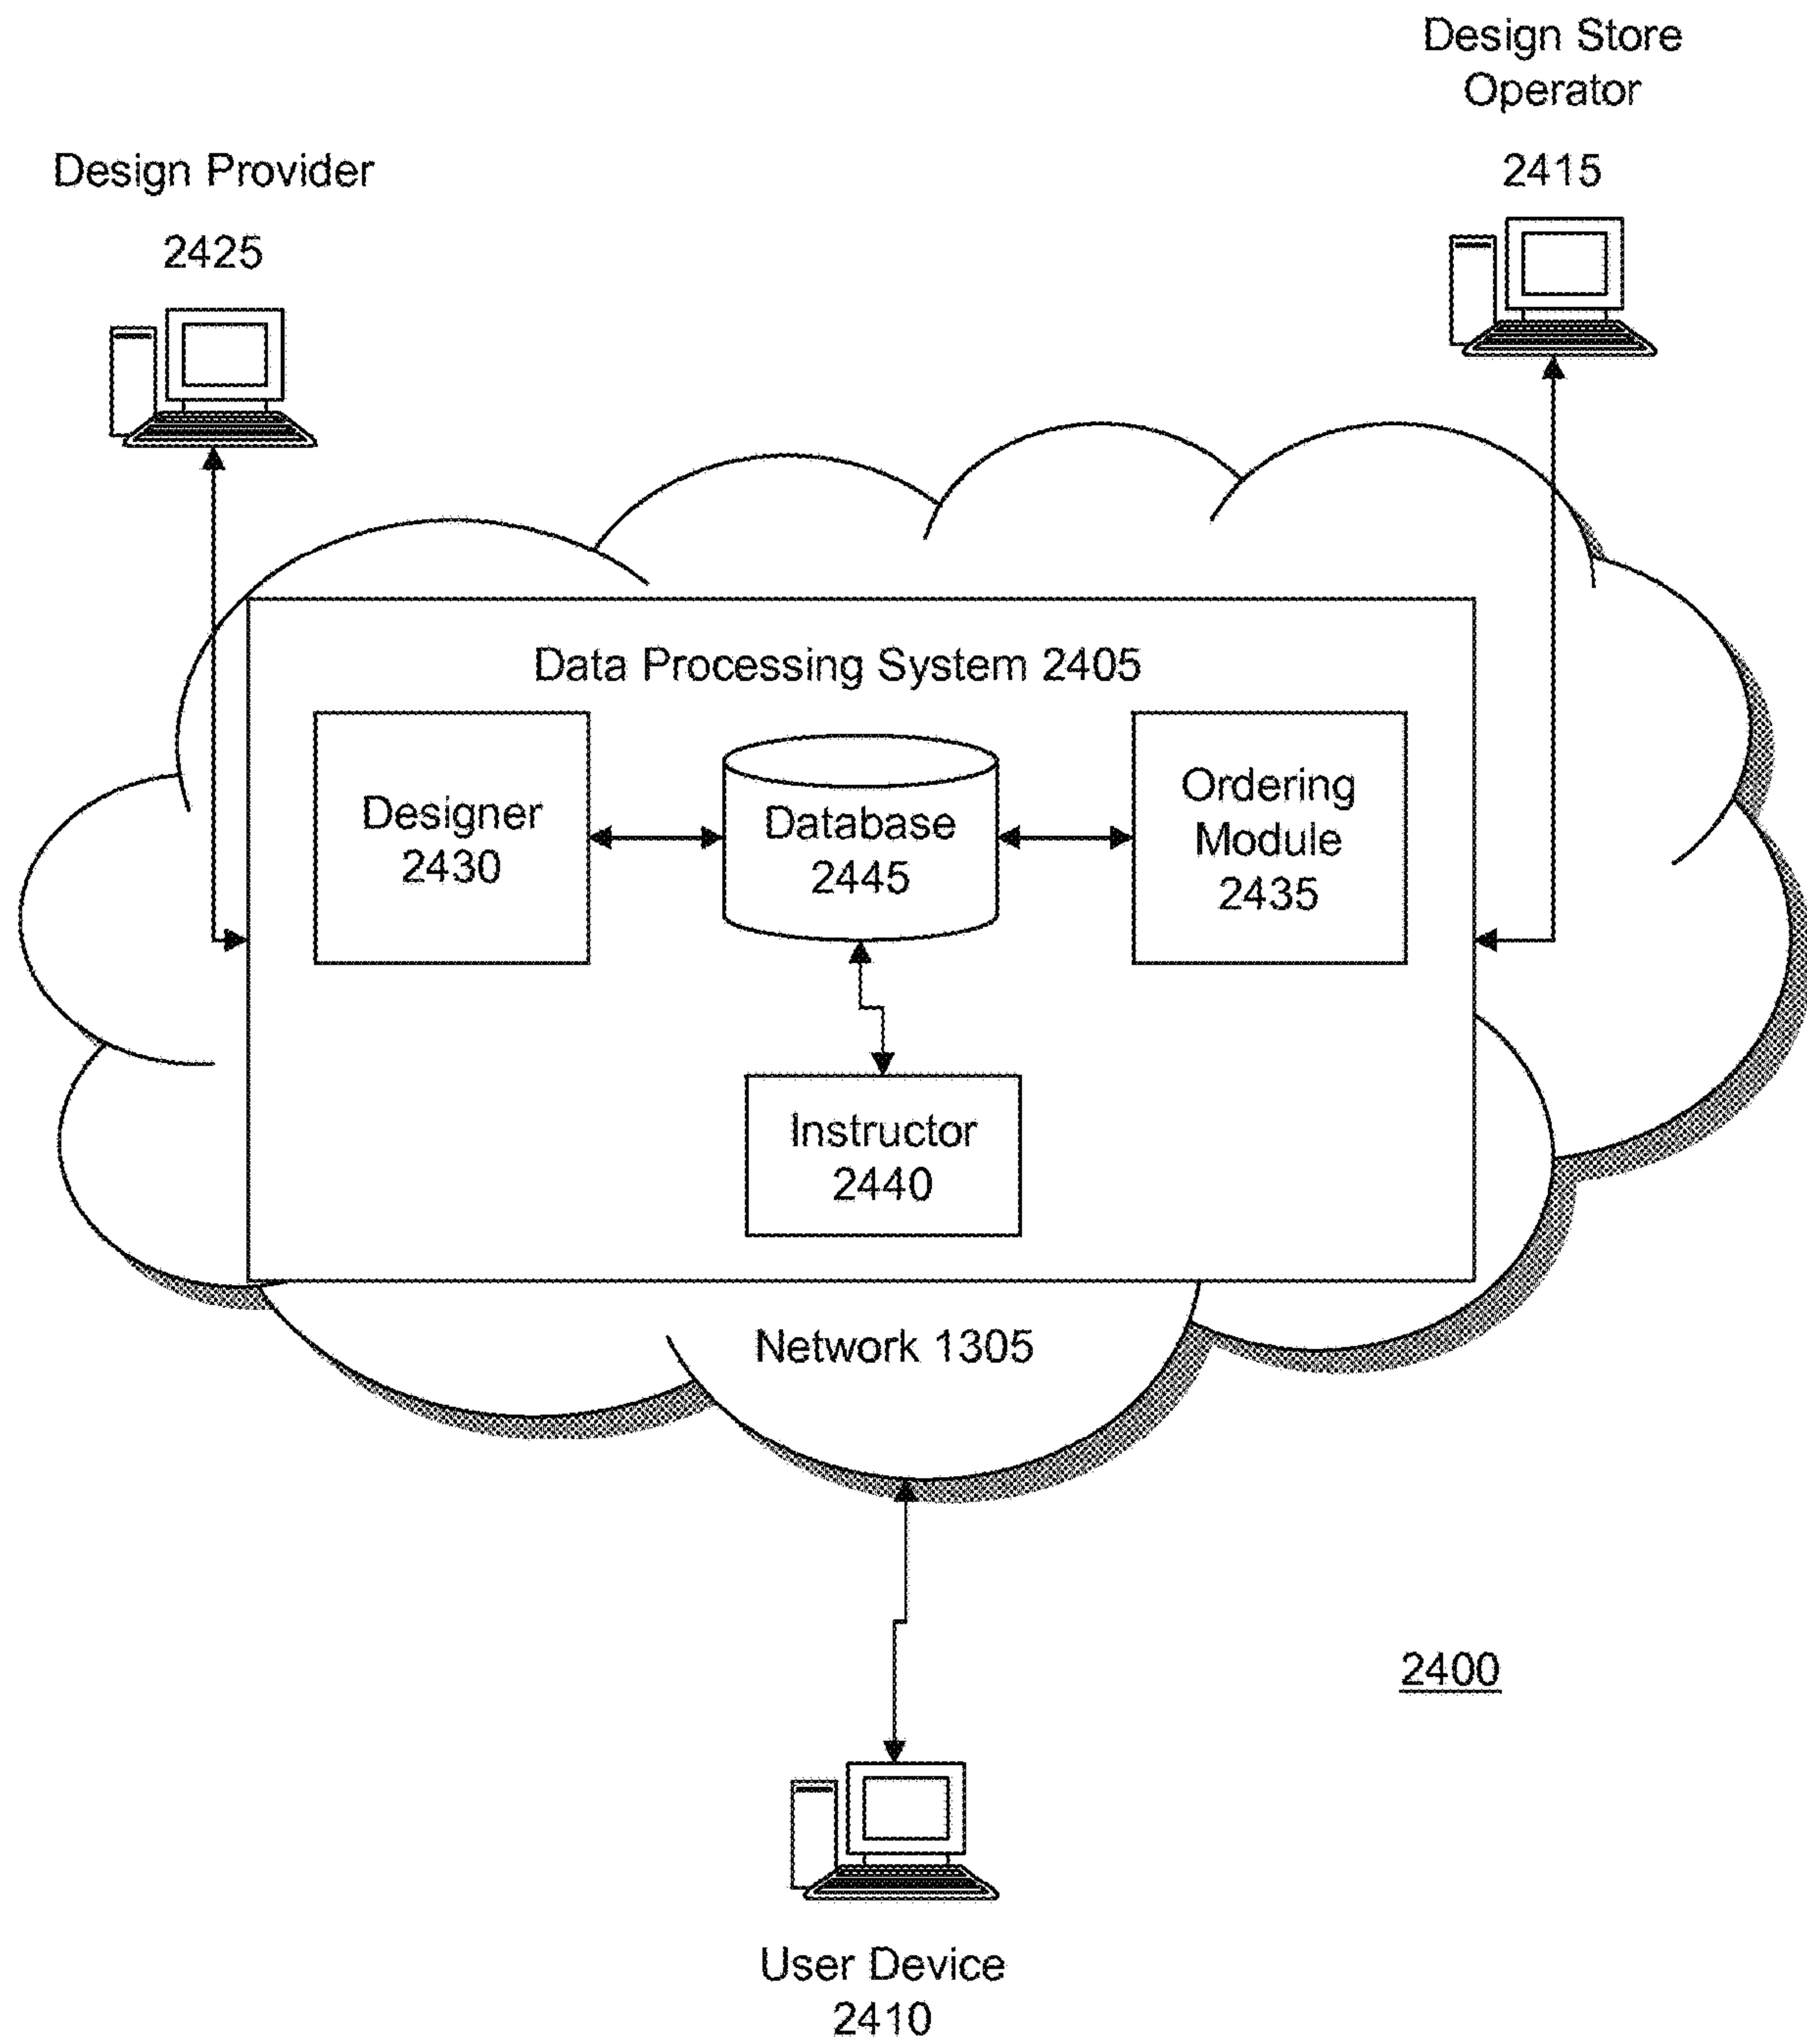 Design Store
Operator
2415
Design Provider
2425
Data Processing System 2405
Designer
2430
Database
2445
Ordering
Module
2435
Instructor
2440
Network 1305
2400
User Device
2410